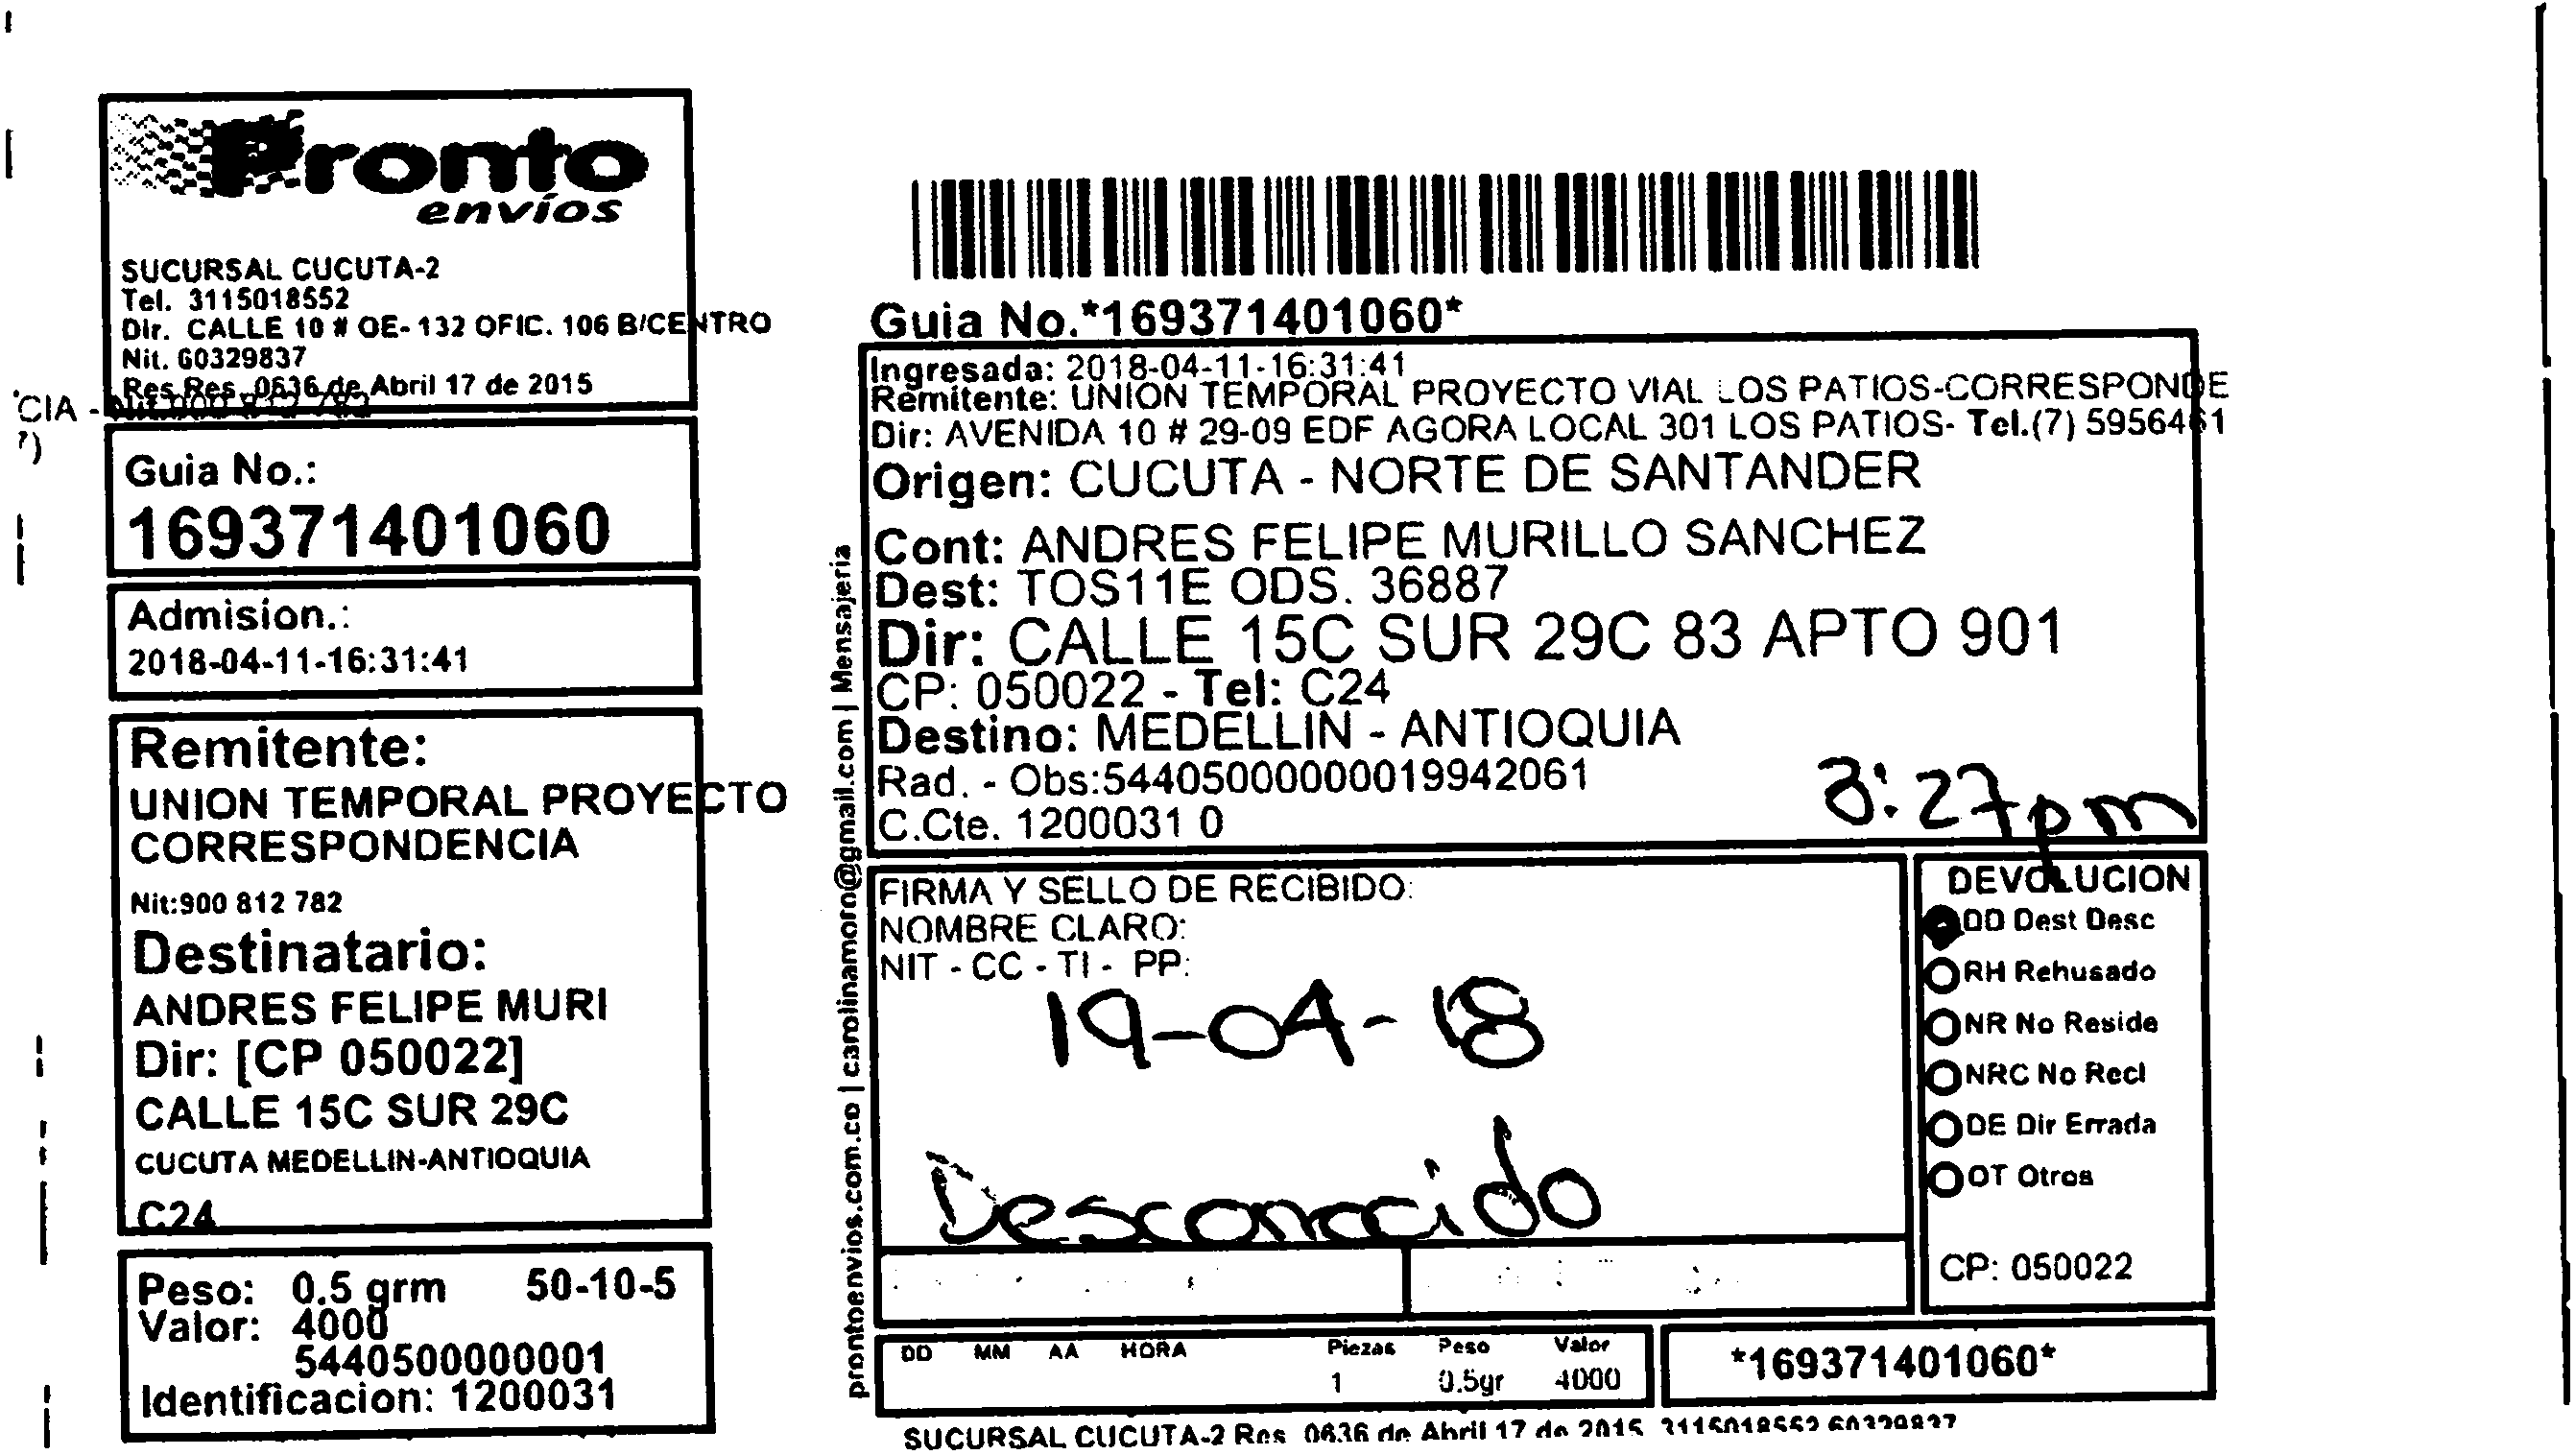 Pronto
envíos
SUCURSAL CUCUTA-2
Tel. 3115018552
Dir. CALLE 10 # OE- 132 OFIC. 106 B/CENTRO
Nit. 60329837
Res Res 0636 de Abril 17 de 2015
CIA - Nit.900 812 782
Guia No.:
169371401060
Admision.:
2018-04-11-16:31:41
Remitente:
UNION TEMPORAL PROYECTO
CORRESPONDENCIA
Nit:900 812 782
Destinatario:
ANDRES FELIPE MURI
Dir: [CP 050022]
CALLE 15C SUR 29C
CUCUTA MEDELLIN-ANTIOQUIA
C24
Peso: 0.5 grm 50-10-5
Valor: 4000
5440500000001
Identificacion: 1200031
prontoenvios.com.co | carolinamoro@gmail.com | Mensajeria
Guia No.*169371401060*
Ingresada: 2018-04-11-16:31:41
Remitente: UNION TEMPORAL PROYECTO VIAL LOS PATIOS-CORRESPONDE
Dir: AVENIDA 10 # 29-09 EDF AGORA LOCAL 301 LOS PATIOS- Tel.(7) 5956461
Origen: CUCUTA - NORTE DE SANTANDER
Cont: ANDRES FELIPE MURILLO SANCHEZ
Dest: TOS11E ODS. 36887
Dir: CALLE 15C SUR 29C 83 APTO 901
CP: 050022 - Tel: C24
Destino: MEDELLIN - ANTIOQUIA
Rad. - Obs:544050000000019942061
C.Cte. 1200031 0
3:27pm
FIRMA Y SELLO DE RECIBIDO:
NOMBRE CLARO:
NIT - CC - TI - PP:
19-04-18
Desconocido
DEVOLUCION
DD Dest Desc
RH Rehusado
NR No Reside
NRC No Recl
DE Dir Errada
OT Otros
CP: 050022
DD MM AA HORA Piezas Peso Valor
1 0.5gr 4000
*169371401060*
SUCURSAL CUCUTA-2 Res 0636 de Abril 17 de 2015 3115018552 60329837